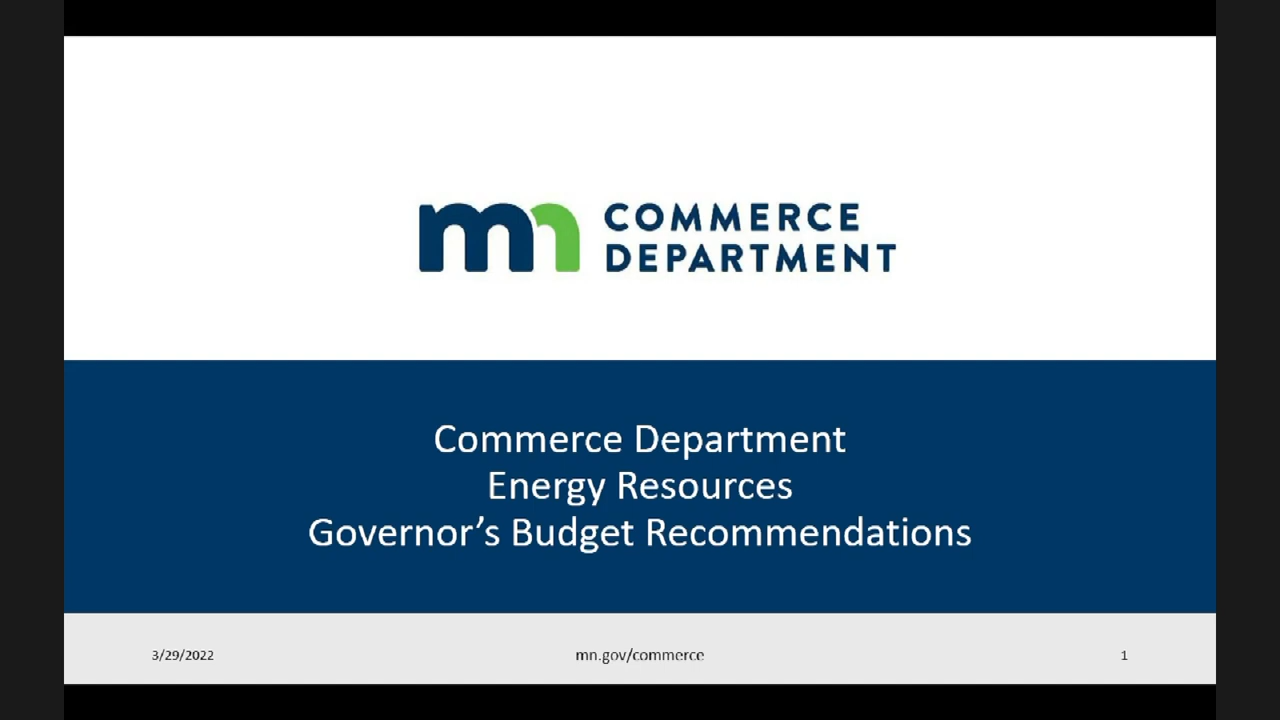 mn COMMERCE
DEPARTMENT
Commerce Department
Energy Resources
Governor’s Budget Recommendations
3/29/2022
mn.gov/commerce
1